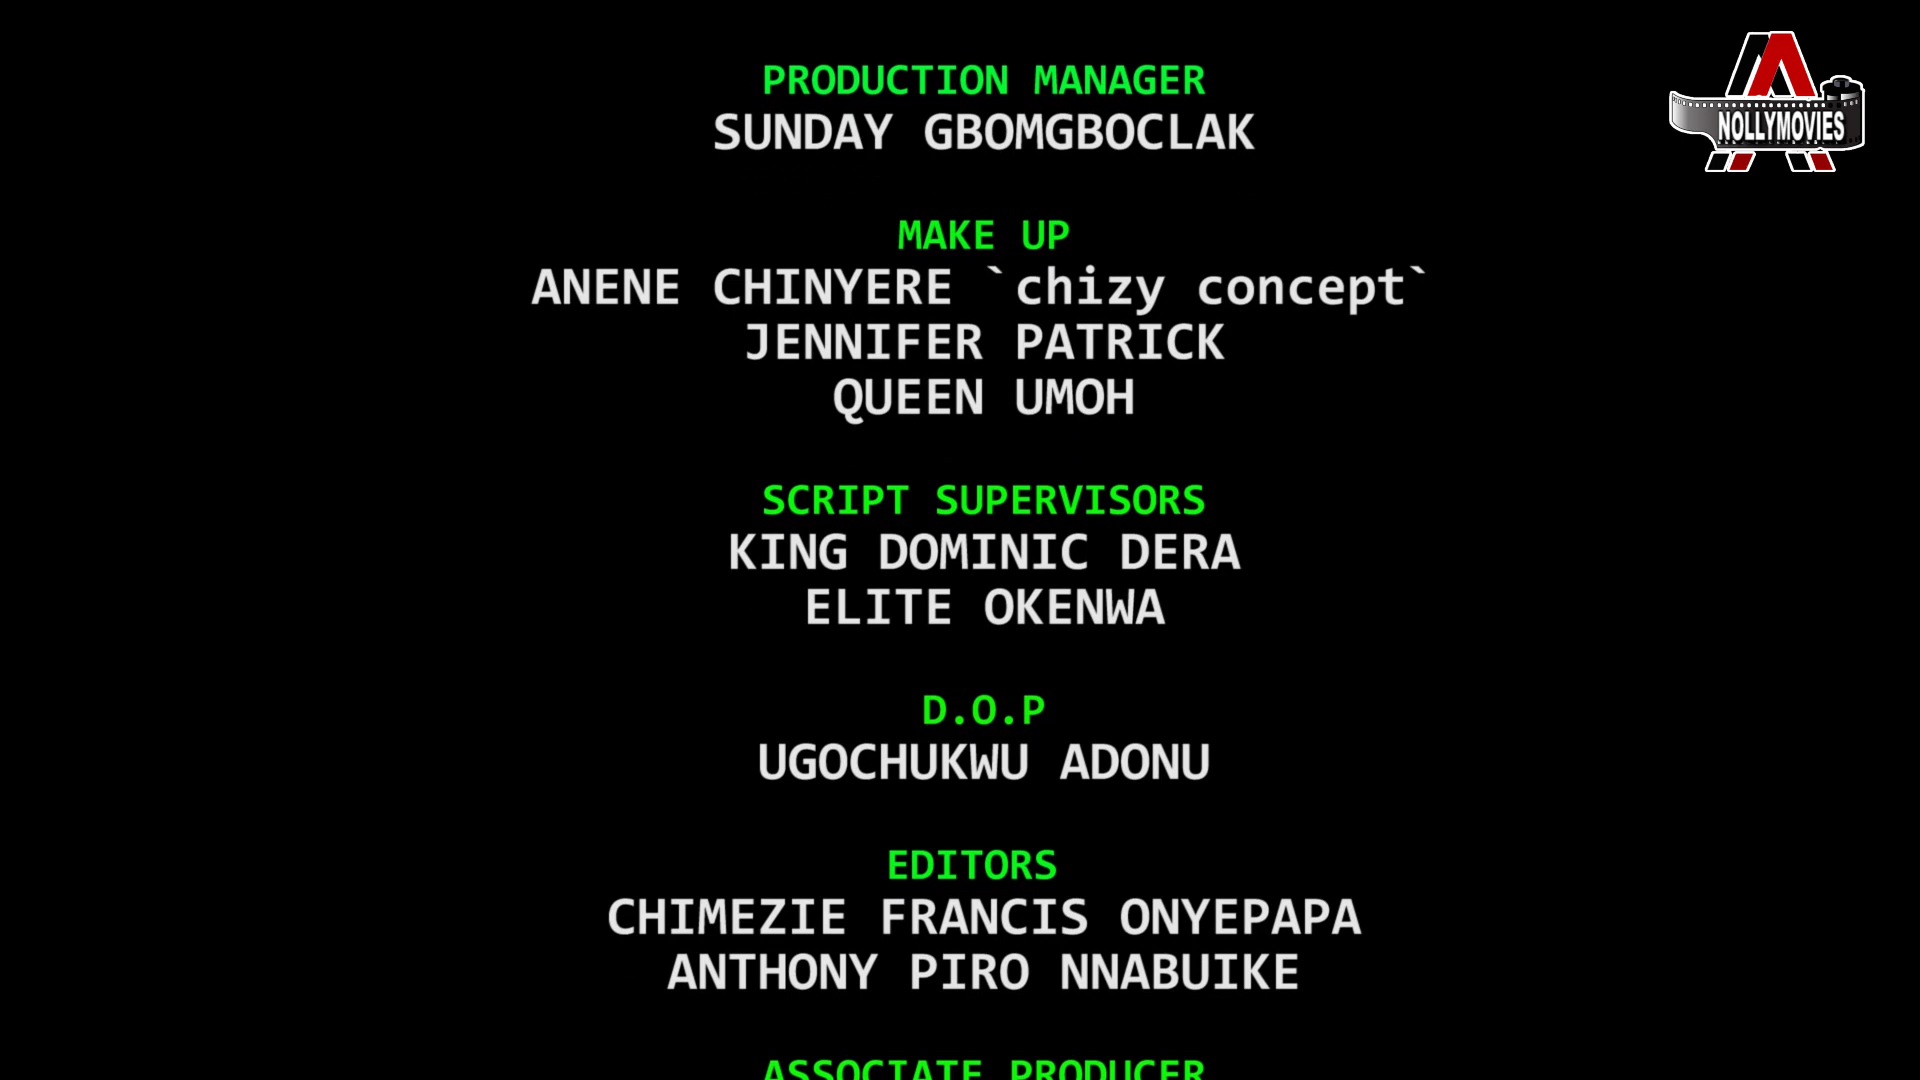 PRODUCTION MANAGER
SUNDAY GBOMGBOCLAK
NOLLYMOVIES
MAKE UP
ANENE CHINYERE `chizy concept`
JENNIFER PATRICK
QUEEN UMOH
SCRIPT SUPERVISORS
KING DOMINIC DERA
ELITE OKENWA
D.O.P
UGOCHUKWU ADONU
EDITORS
CHIMEZIE FRANCIS ONYEPAPA
ANTHONY PIRO NNABUIKE
ASSOCIATE PRODUCER